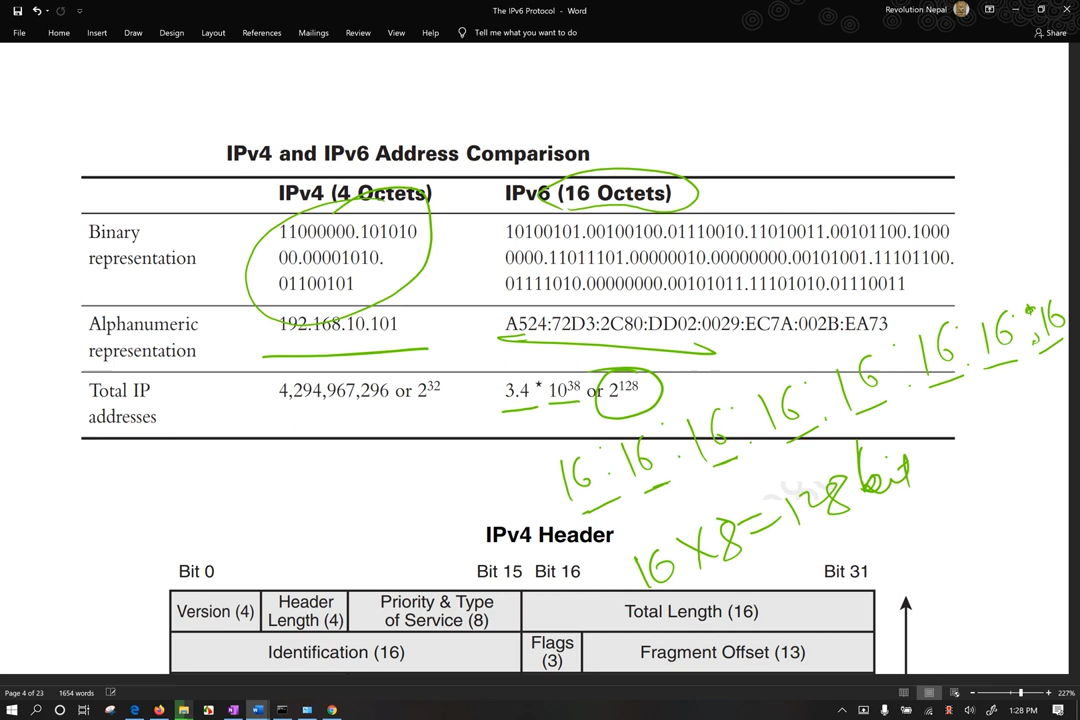 The IPv6 Protocol - Word
Revolution Nepal
File Home Insert Draw Design Layout References Mailings Review View Help Tell me what you want to do Share
IPv4 and IPv6 Address Comparison
IPv4 (4 Octets) IPv6 (16 Octets)
Binary representation
11000000.101010
00.00001010.
01100101
10100101.00100100.01110010.11010011.00101100.1000
0000.11011101.00000010.00000000.00101001.11101100.
01111010.00000000.00101011.11101010.01110011
Alphanumeric representation
192.168.10.101 A524:72D3:2C80:DD02:0029:EC7A:002B:EA73
Total IP addresses
4,294,967,296 or 2³² 3.4 * 10³⁸ or 2¹²⁸
16 : 16 : 16 : 16 : 16 : 16 : 16 : 16
16 X 8 = 128 bit
IPv4 Header
Bit 0 Bit 15 Bit 16 Bit 31
Version (4) Header Length (4) Priority & Type of Service (8) Total Length (16)
Identification (16) Flags (3) Fragment Offset (13)
Page 4 of 23 1654 words 227%
1:28 PM